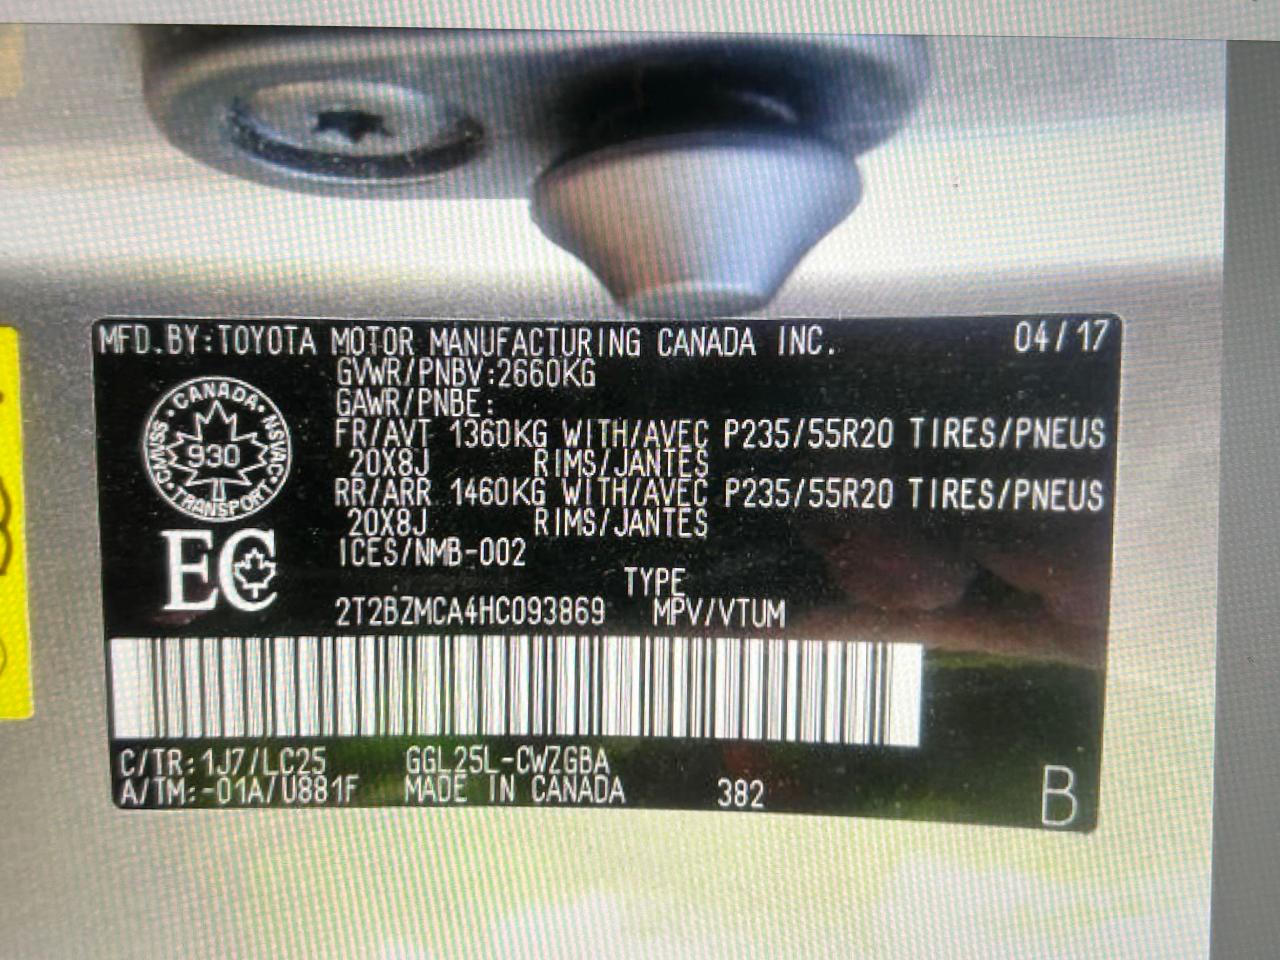 MFD.BY:TOYOTA MOTOR MANUFACTURING CANADA INC. 04/17
GVWR/PNBV:2660KG
GAWR/PNBE:
FR/AVT 1360KG WITH/AVEC P235/55R20 TIRES/PNEUS
20X8J RIMS/JANTES
RR/ARR 1460KG WITH/AVEC P235/55R20 TIRES/PNEUS
20X8J RIMS/JANTES
ICES/NMB-002
TYPE
2T2BZMCA4HC093869 MPV/VTUM
CANADA · NSVAC · TRANSPORT · CMVSS
930
EC
C/TR:1J7/LC25 GGL25L-CWZGBA
A/TM:-01A/U881F MADE IN CANADA 382
B